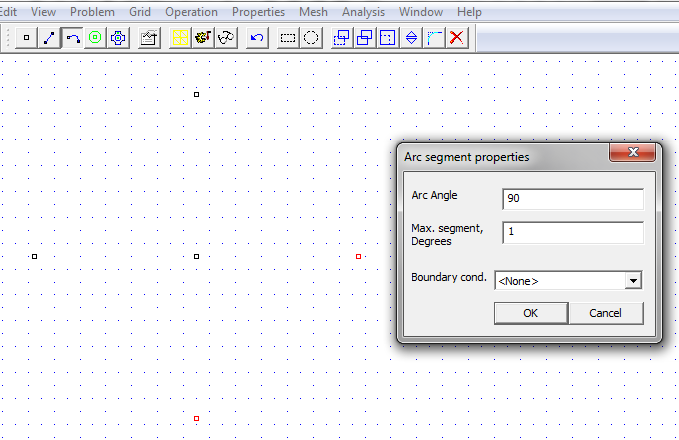 Edit View Problem Grid Operation Properties Mesh Analysis Window Help
Arc segment properties
Arc Angle 90
Max. segment, 1
Degrees
Boundary cond. <None>
OK Cancel